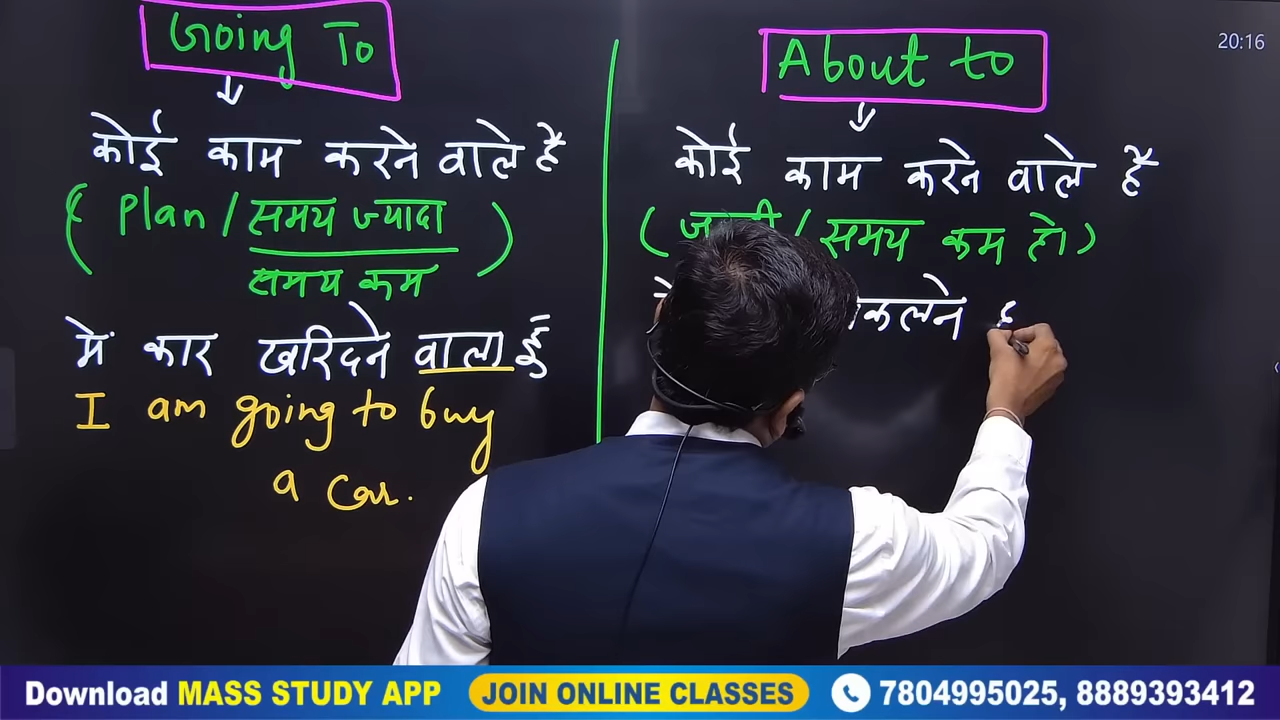 Going To
↓
कोई काम करने वाले है
( Plan / समय ज्यादा
समय कम )
में कार खरिदने वाला हूँ
I am going to buy
a Car.
20:16
About to
↓
कोई काम करने वाले है
( / समय कम हो )
Download MASS STUDY APP JOIN ONLINE CLASSES 7804995025, 8889393412